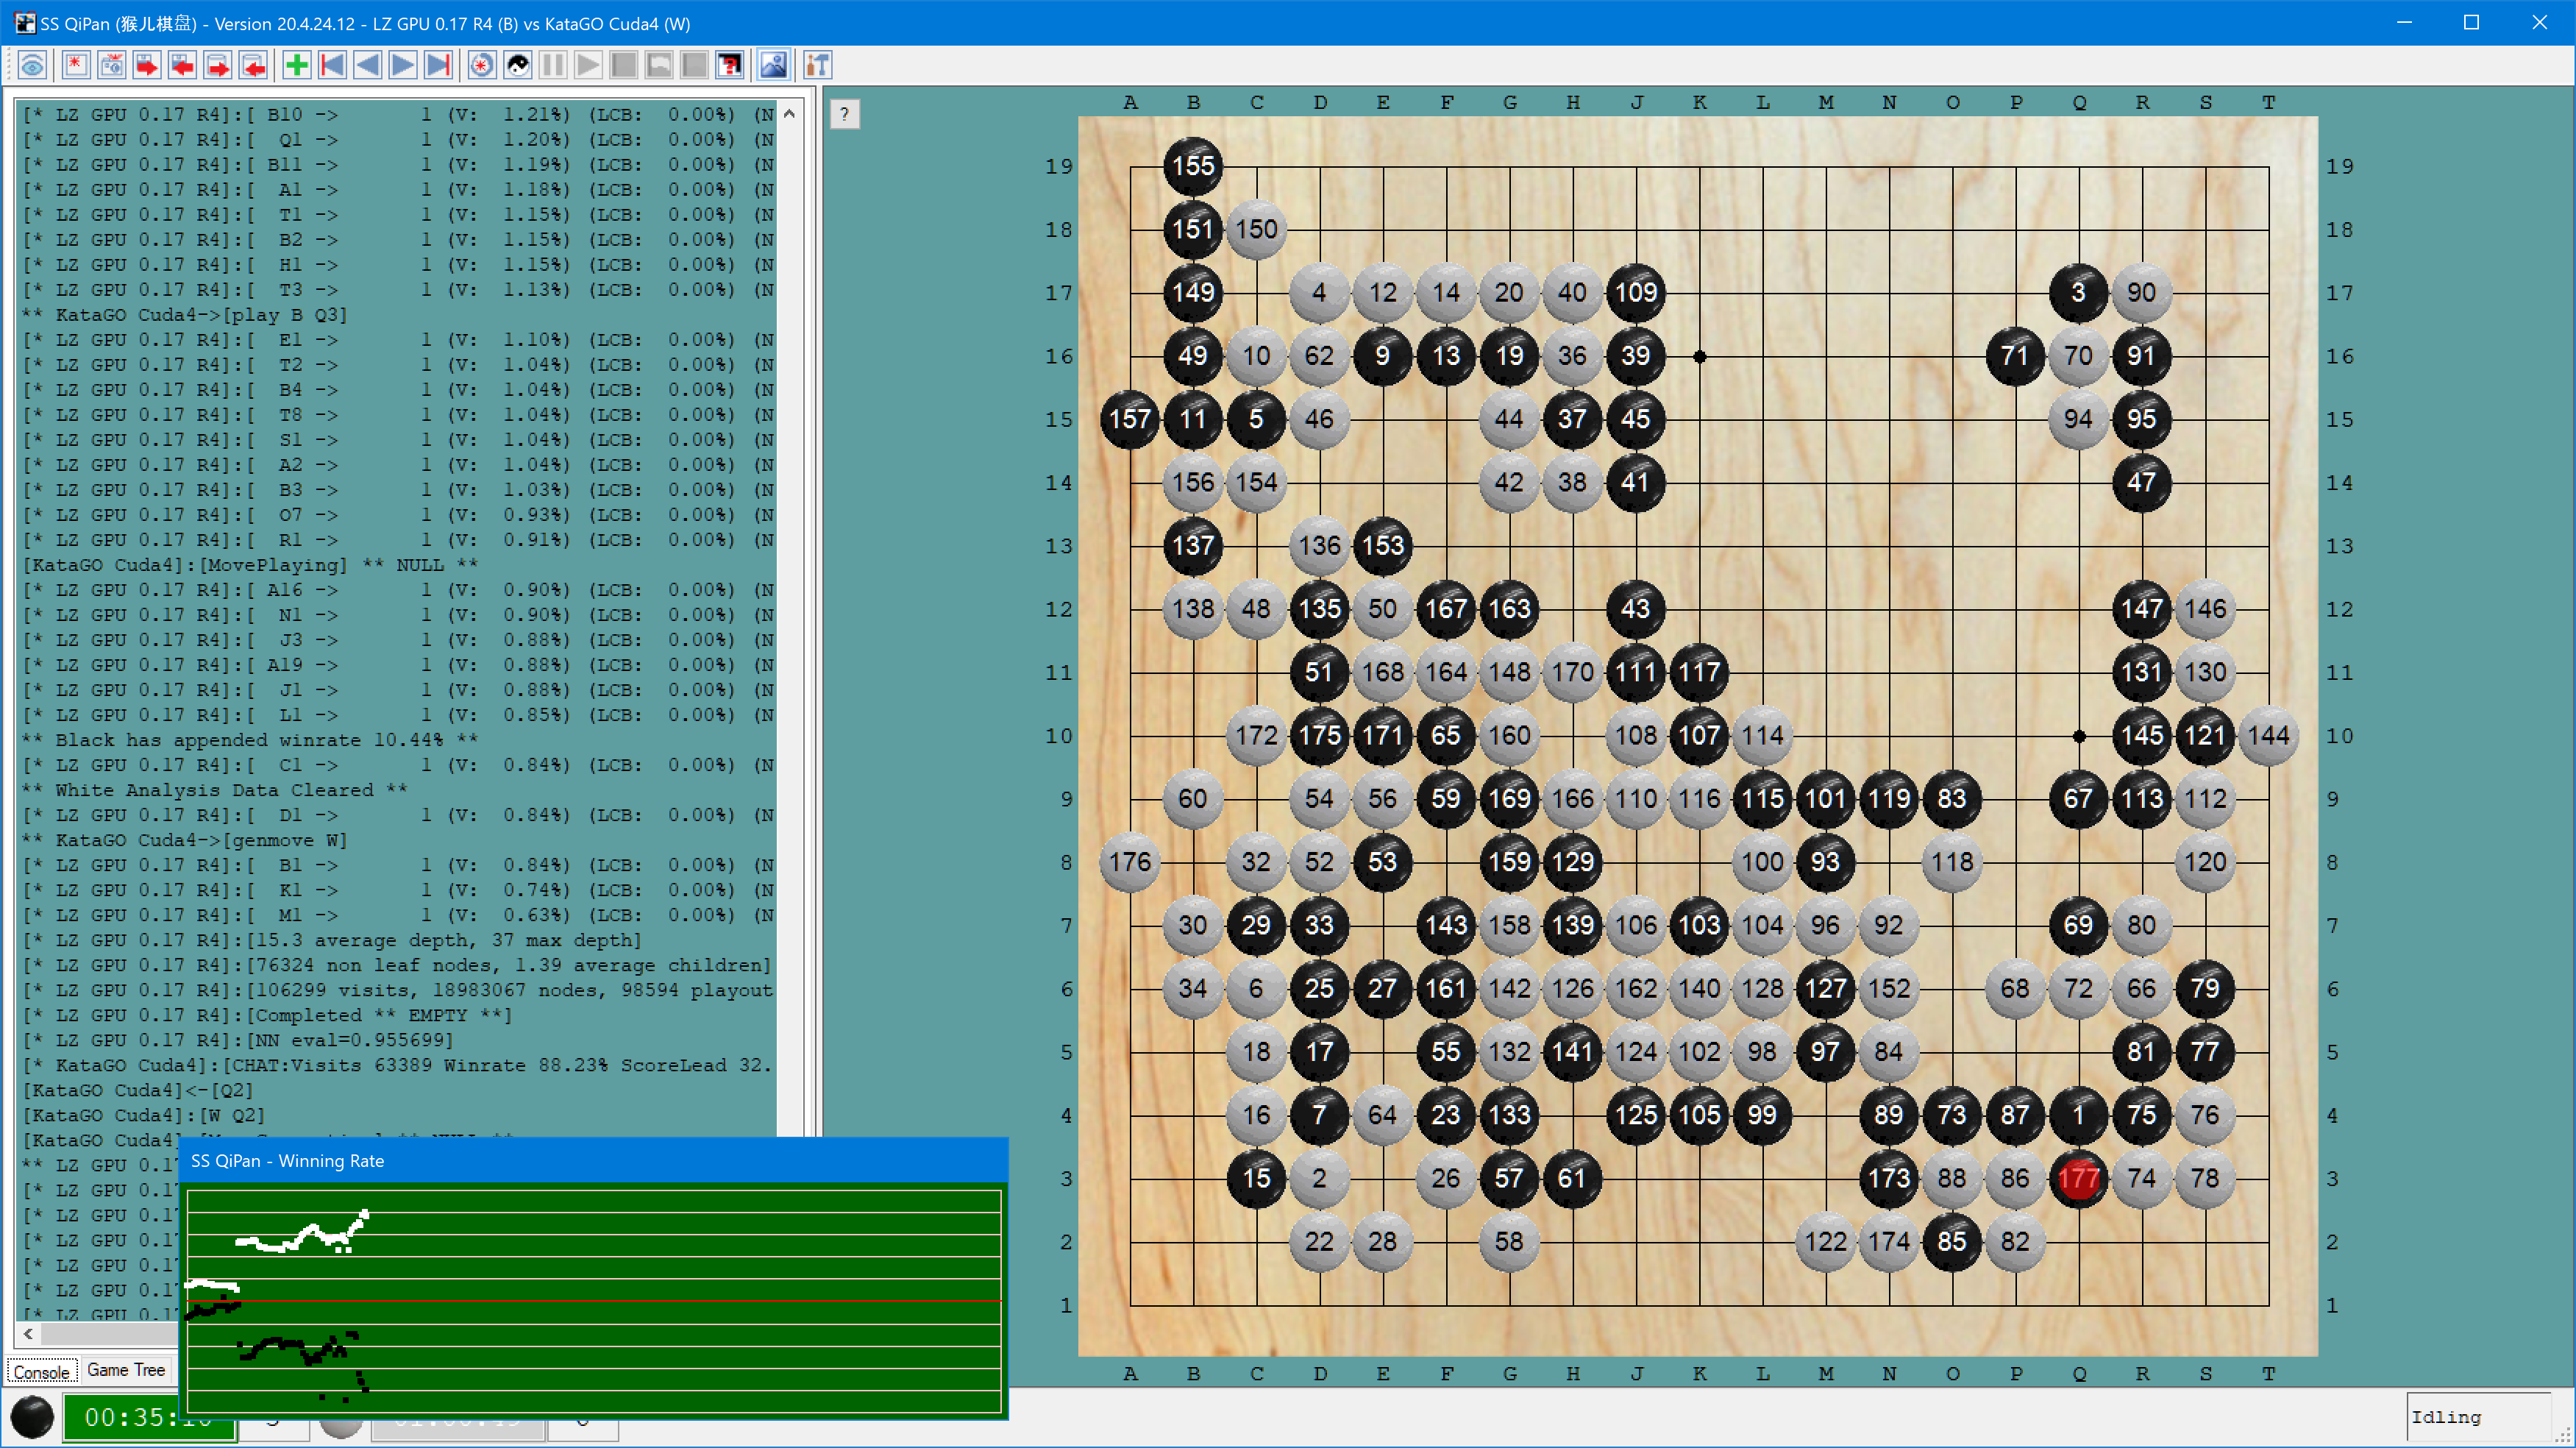 SS QiPan (猴儿棋盘) - Version 20.4.24.12 - LZ GPU 0.17 R4 (B) vs KataGO Cuda4 (W)
[* LZ GPU 0.17 R4]:[ B10 -> 1 (V: 1.21%) (LCB: 0.00%) (N
[* LZ GPU 0.17 R4]:[ Q1 -> 1 (V: 1.20%) (LCB: 0.00%) (N
[* LZ GPU 0.17 R4]:[ B11 -> 1 (V: 1.19%) (LCB: 0.00%) (N
[* LZ GPU 0.17 R4]:[ A1 -> 1 (V: 1.18%) (LCB: 0.00%) (N
[* LZ GPU 0.17 R4]:[ T1 -> 1 (V: 1.15%) (LCB: 0.00%) (N
[* LZ GPU 0.17 R4]:[ B2 -> 1 (V: 1.15%) (LCB: 0.00%) (N
[* LZ GPU 0.17 R4]:[ H1 -> 1 (V: 1.15%) (LCB: 0.00%) (N
[* LZ GPU 0.17 R4]:[ T3 -> 1 (V: 1.13%) (LCB: 0.00%) (N
** KataGO Cuda4->[play B Q3]
[* LZ GPU 0.17 R4]:[ E1 -> 1 (V: 1.10%) (LCB: 0.00%) (N
[* LZ GPU 0.17 R4]:[ T2 -> 1 (V: 1.04%) (LCB: 0.00%) (N
[* LZ GPU 0.17 R4]:[ B4 -> 1 (V: 1.04%) (LCB: 0.00%) (N
[* LZ GPU 0.17 R4]:[ T8 -> 1 (V: 1.04%) (LCB: 0.00%) (N
[* LZ GPU 0.17 R4]:[ S1 -> 1 (V: 1.04%) (LCB: 0.00%) (N
[* LZ GPU 0.17 R4]:[ A2 -> 1 (V: 1.04%) (LCB: 0.00%) (N
[* LZ GPU 0.17 R4]:[ B3 -> 1 (V: 1.03%) (LCB: 0.00%) (N
[* LZ GPU 0.17 R4]:[ O7 -> 1 (V: 0.93%) (LCB: 0.00%) (N
[* LZ GPU 0.17 R4]:[ R1 -> 1 (V: 0.91%) (LCB: 0.00%) (N
[KataGO Cuda4]:[MovePlaying] ** NULL **
[* LZ GPU 0.17 R4]:[ A16 -> 1 (V: 0.90%) (LCB: 0.00%) (N
[* LZ GPU 0.17 R4]:[ N1 -> 1 (V: 0.90%) (LCB: 0.00%) (N
[* LZ GPU 0.17 R4]:[ J3 -> 1 (V: 0.88%) (LCB: 0.00%) (N
[* LZ GPU 0.17 R4]:[ A19 -> 1 (V: 0.88%) (LCB: 0.00%) (N
[* LZ GPU 0.17 R4]:[ J1 -> 1 (V: 0.88%) (LCB: 0.00%) (N
[* LZ GPU 0.17 R4]:[ L1 -> 1 (V: 0.85%) (LCB: 0.00%) (N
** Black has appended winrate 10.44% **
[* LZ GPU 0.17 R4]:[ C1 -> 1 (V: 0.84%) (LCB: 0.00%) (N
** White Analysis Data Cleared **
[* LZ GPU 0.17 R4]:[ D1 -> 1 (V: 0.84%) (LCB: 0.00%) (N
** KataGO Cuda4->[genmove W]
[* LZ GPU 0.17 R4]:[ B1 -> 1 (V: 0.84%) (LCB: 0.00%) (N
[* LZ GPU 0.17 R4]:[ K1 -> 1 (V: 0.74%) (LCB: 0.00%) (N
[* LZ GPU 0.17 R4]:[ M1 -> 1 (V: 0.63%) (LCB: 0.00%) (N
[* LZ GPU 0.17 R4]:[15.3 average depth, 37 max depth]
[* LZ GPU 0.17 R4]:[76324 non leaf nodes, 1.39 average children]
[* LZ GPU 0.17 R4]:[106299 visits, 18983067 nodes, 98594 playout
[* LZ GPU 0.17 R4]:[Completed ** EMPTY **]
[* LZ GPU 0.17 R4]:[NN eval=0.955699]
[* KataGO Cuda4]:[CHAT:Visits 63389 Winrate 88.23% ScoreLead 32.
[KataGO Cuda4]<-[Q2]
[KataGO Cuda4]:[W Q2]
[KataGO Cuda4]
** LZ GPU 0.1
[* LZ GPU 0.1
[* LZ GPU 0.1
[* LZ GPU 0.1
[* LZ GPU 0.1
[* LZ GPU 0.1
[* LZ GPU 0.1
SS QiPan - Winning Rate
Console Game Tree
00:35:
?
A B C D E F G H J K L M N O P Q R S T
19 155 19
18 151 150 18
17 149 4 12 14 20 40 109 3 90 17
16 49 10 62 9 13 19 36 39 71 70 91 16
15 157 11 5 46 44 37 45 94 95 15
14 156 154 42 38 41 47 14
13 137 136 153 13
12 138 48 135 50 167 163 43 147 146 12
11 51 168 164 148 170 111 117 131 130 11
10 172 175 171 65 160 108 107 114 145 121 144 10
9 60 54 56 59 169 166 110 116 115 101 119 83 67 113 112 9
8 176 32 52 53 159 129 100 93 118 120 8
7 30 29 33 143 158 139 106 103 104 96 92 69 80 7
6 34 6 25 27 161 142 126 162 140 128 127 152 68 72 66 79 6
5 18 17 55 132 141 124 102 98 97 84 81 77 5
4 16 7 64 23 133 125 105 99 89 73 87 1 75 76 4
3 15 2 26 57 61 173 88 86 177 74 78 3
2 22 28 58 122 174 85 82 2
1 1
A B C D E F G H J K L M N O P Q R S T
Idling